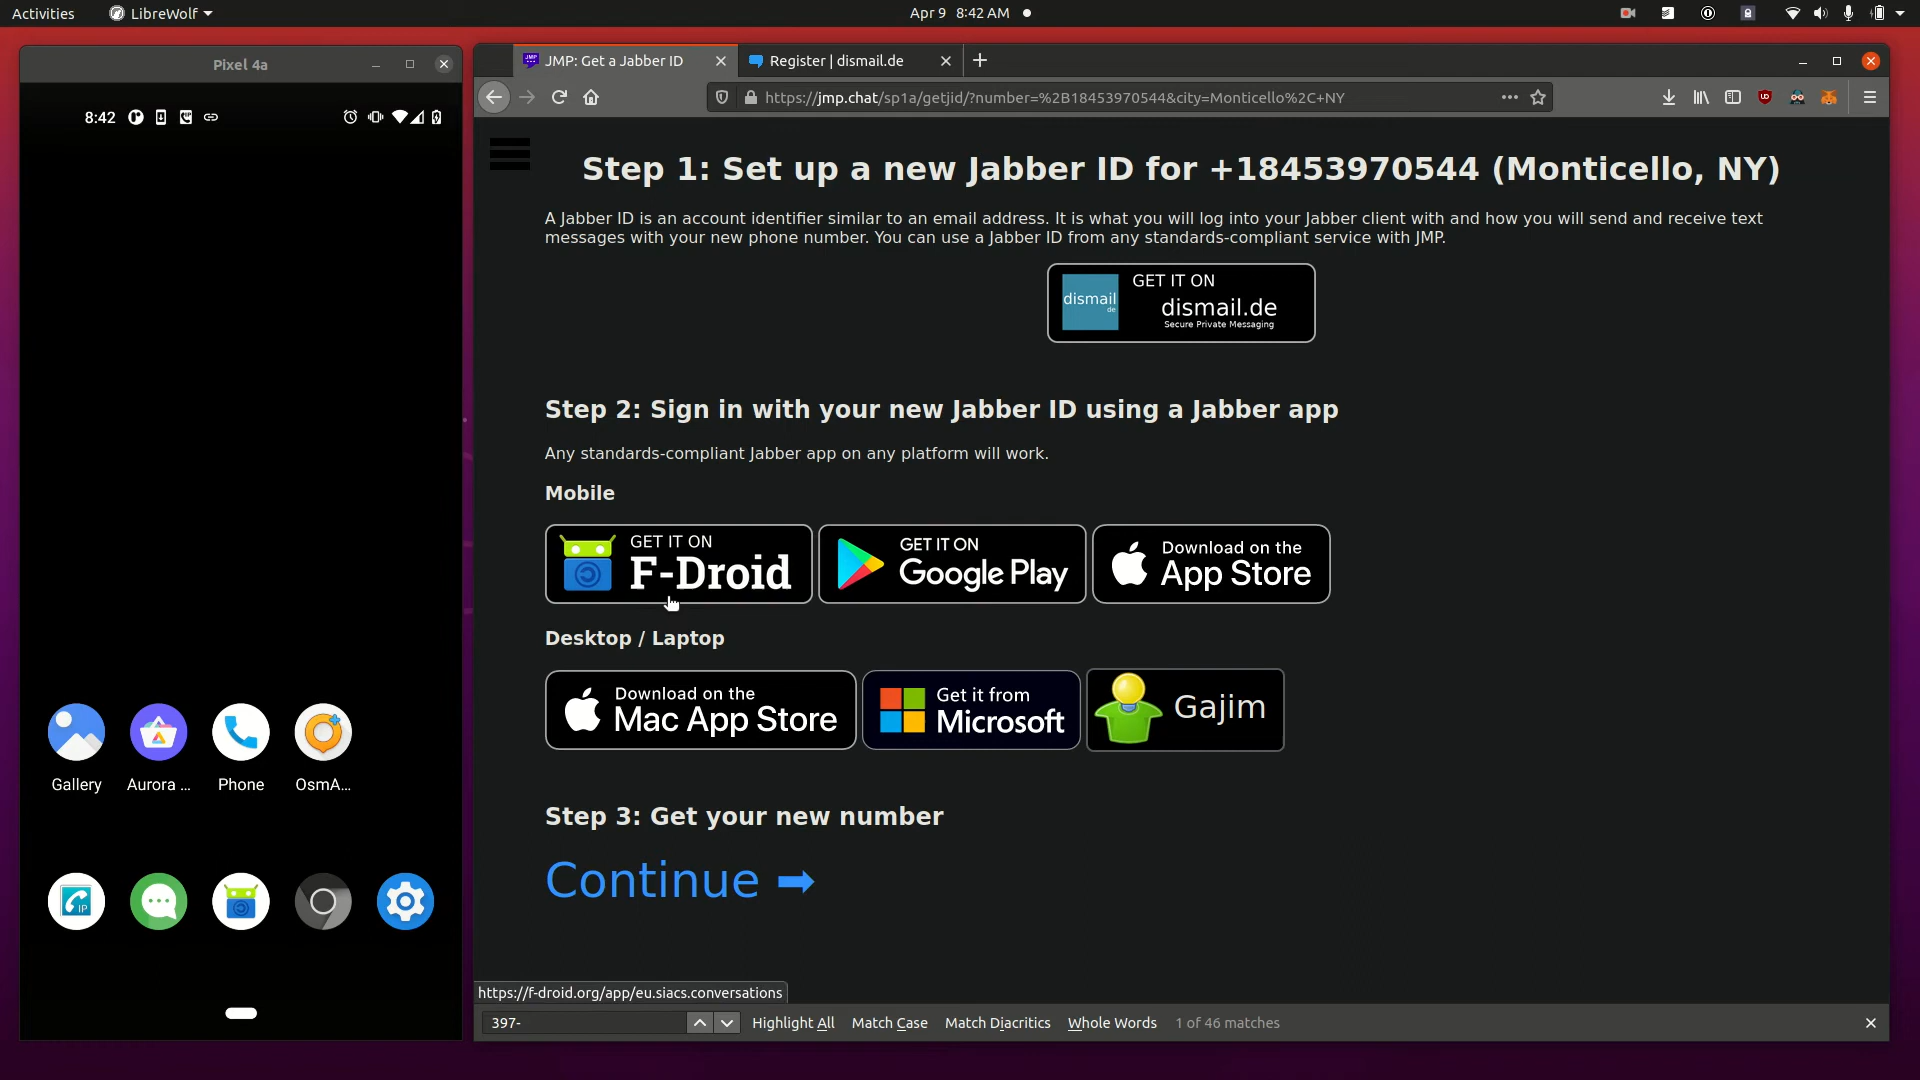 Activities
LibreWolf
Apr 9 8:42 AM
Pixel 4a
8:42
Gallery
Aurora ...
Phone
OsmA...
IP
JMP: Get a Jabber ID
Register | dismail.de
https://jmp.chat/sp1a/getjid/?number=%2B18453970544&city=Monticello%2C+NY
Step 1: Set up a new Jabber ID for +18453970544 (Monticello, NY)
A Jabber ID is an account identifier similar to an email address. It is what you will log into your Jabber client with and how you will send and receive text
messages with your new phone number. You can use a Jabber ID from any standards-compliant service with JMP.
dismail
de
GET IT ON
dismail.de
Secure Private Messaging
Step 2: Sign in with your new Jabber ID using a Jabber app
Any standards-compliant Jabber app on any platform will work.
Mobile
GET IT ON
F-Droid
GET IT ON
Google Play
Download on the
App Store
Desktop / Laptop
Download on the
Mac App Store
Get it from
Microsoft
Gajim
Step 3: Get your new number
Continue ➡
https://f-droid.org/app/eu.siacs.conversations
397-
Highlight All
Match Case
Match Diacritics
Whole Words
1 of 46 matches